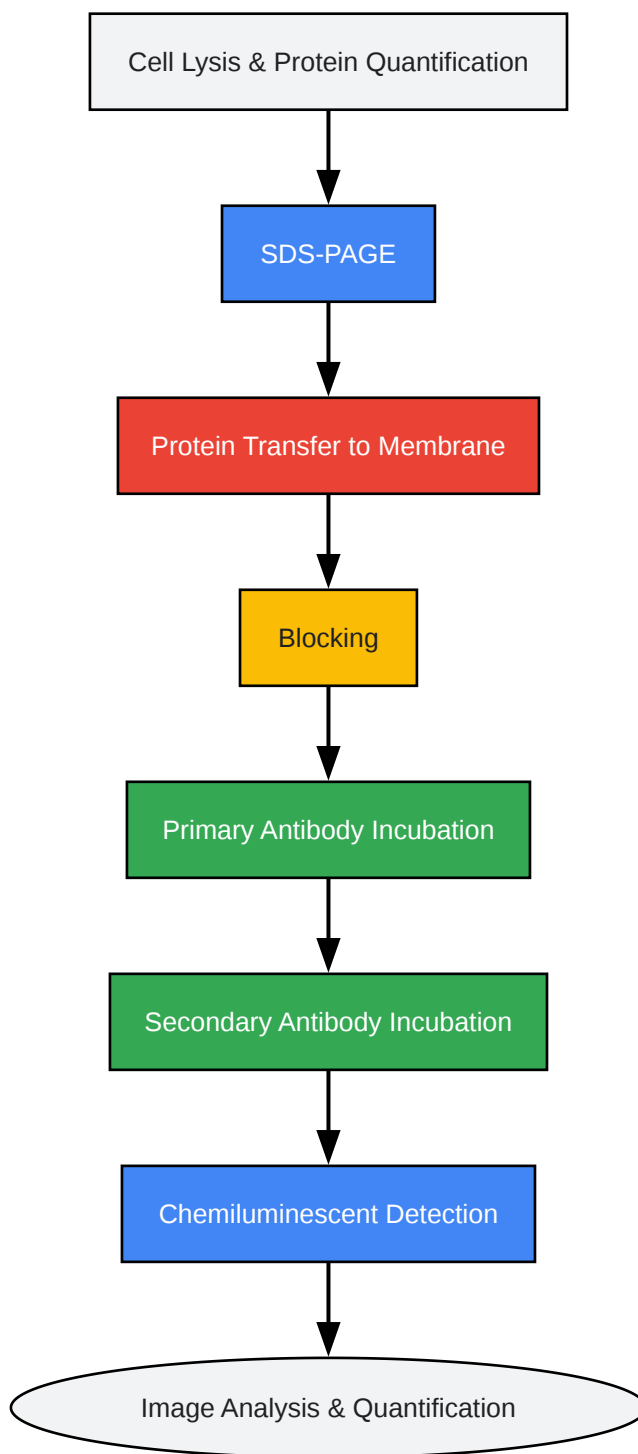 Cell Lysis & Protein Quantification
SDS-PAGE
Protein Transfer to Membrane
Blocking
Primary Antibody Incubation
Secondary Antibody Incubation
Chemiluminescent Detection
Image Analysis & Quantification